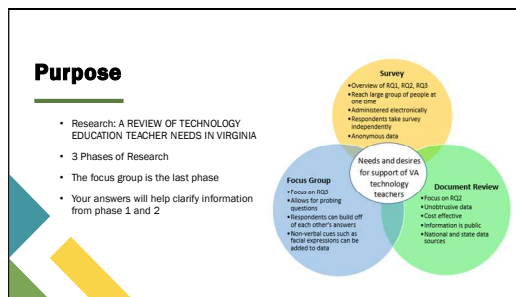 Purpose
• Research: A REVIEW OF TECHNOLOGY
EDUCATION TEACHER NEEDS IN VIRGINIA
• 3 Phases of Research
• The focus group is the last phase
• Your answers will help clarify information
from phase 1 and 2
Survey
•Overview of RQ1, RQ2, RQ3
•Reach large group of people at
one time
•Administered electronically
•Respondents take survey
independently
•Anonymous data
Needs and desires
for support of VA
technology
teachers
Focus Group
•Focus on RQ3
•Allows for probing
questions
•Respondents can build off
of each other's answers
•Non-verbal cues such as
facial expressions can be
added to data
Document Review
•Focus on RQ2
•Unobtrusive data
•Cost effective
•Information is public
•National and state data
sources